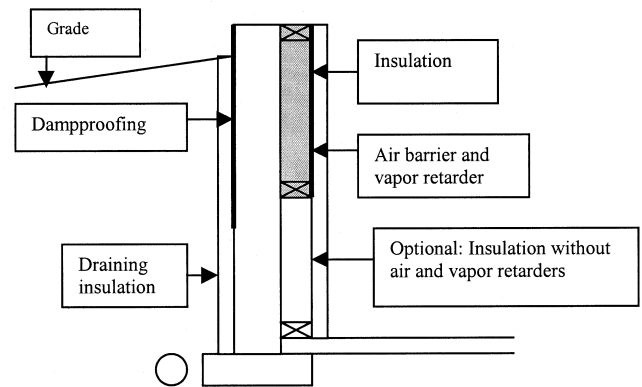 Grade
Insulation
Dampproofing
Air barrier and
vapor retarder
Optional: Insulation without
air and vapor retarders
Draining
insulation